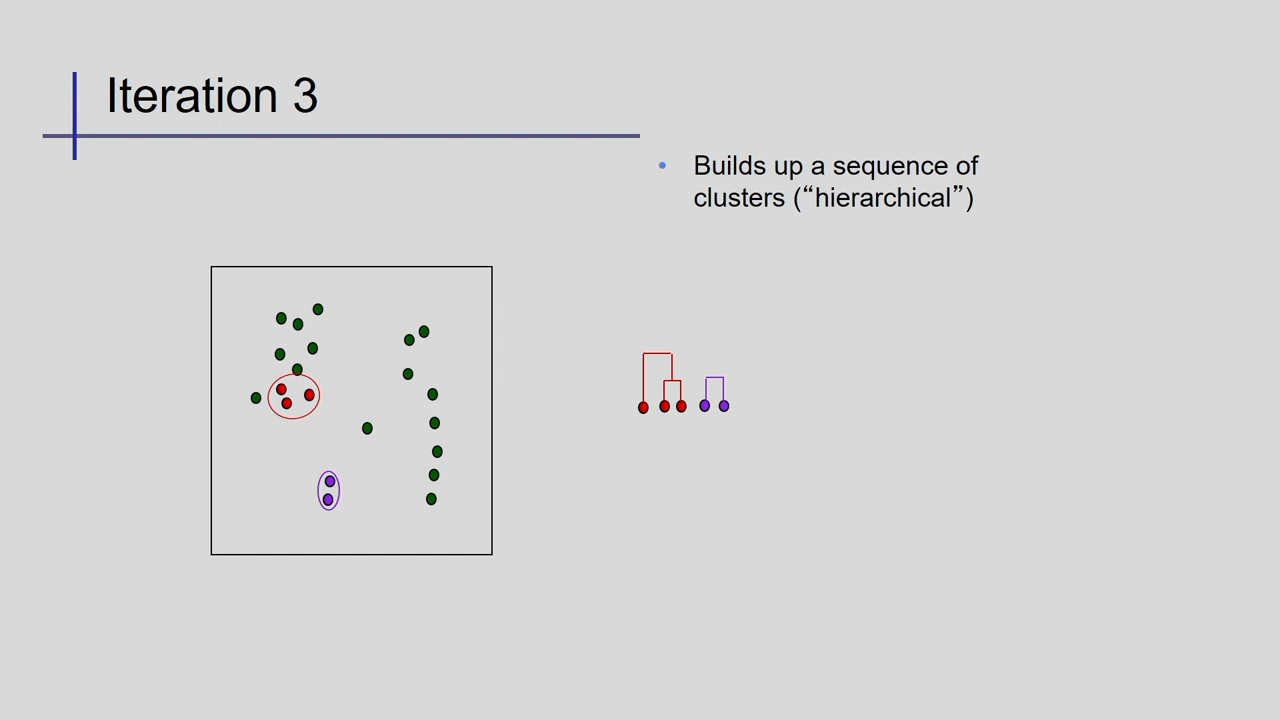 Iteration 3
• Builds up a sequence of
clusters (“hierarchical”)